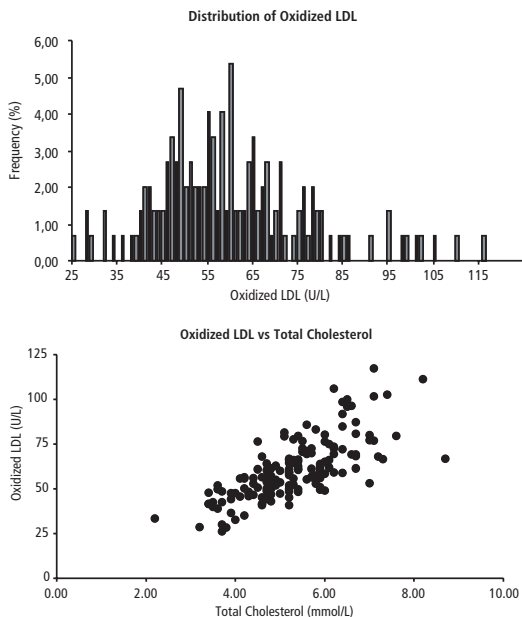 Distribution of Oxidized LDL
6,00
5,00
4,00
3,00
2,00
1,00
0,00
Frequency (%)
25 35 45 55 65 75 85 95 105 115
Oxidized LDL (U/L)
Oxidized LDL vs Total Cholesterol
125
100
75
50
25
0
Oxidized LDL (U/L)
0.00 2.00 4.00 6.00 8.00 10.00
Total Cholesterol (mmol/L)